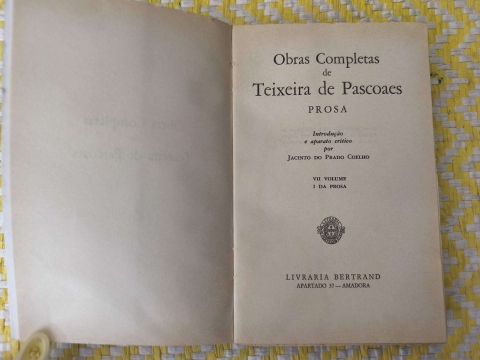 Obras Completas
de
Teixeira de Pascoaes
PROSA
Introdução
e aparato crítico
por
JACINTO DO PRADO COELHO
VII VOLUME
I DA PROSA
LIVRARIA BERTRAND
APARTADO 37 — AMADORA